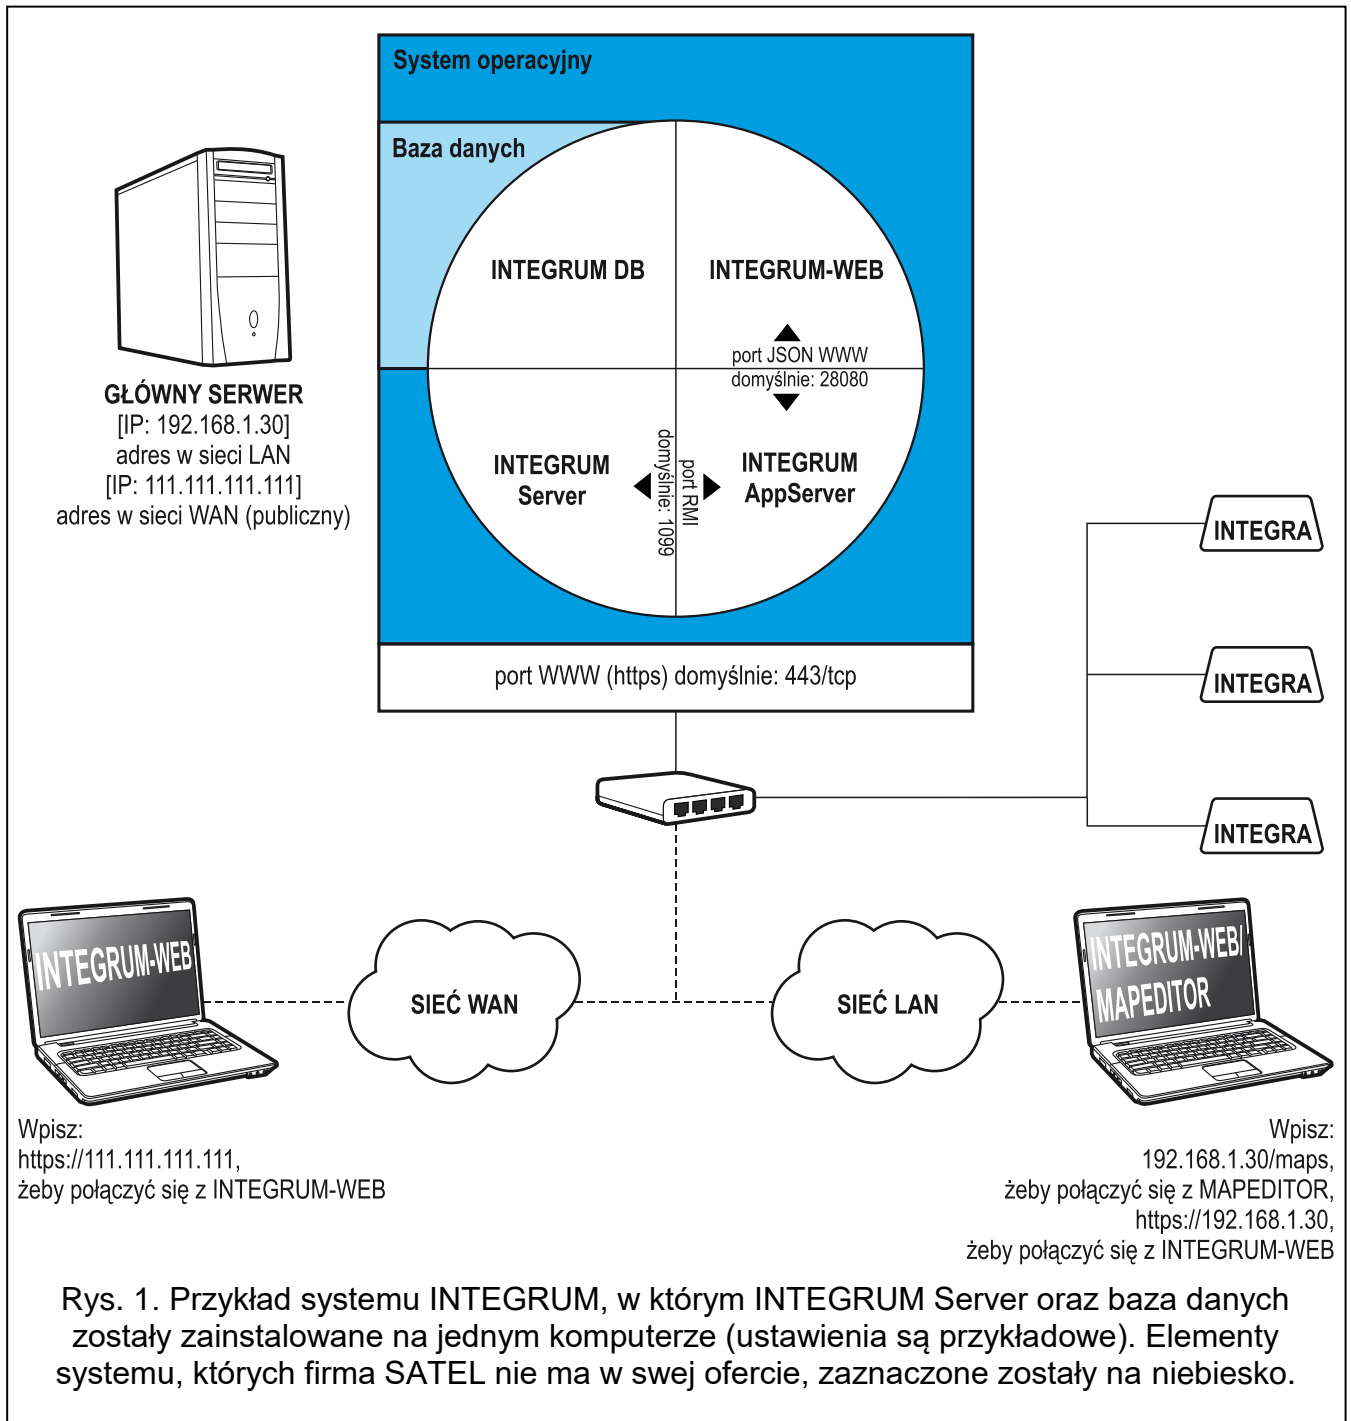 System operacyjny
Baza danych
INTEGRUM DB
INTEGRUM-WEB
port JSON WWW
domyślnie: 28080
GŁÓWNY SERWER
[IP: 192.168.1.30]
adres w sieci LAN
[IP: 111.111.111.111]
adres w sieci WAN (publiczny)
INTEGRUM
Server
domyślnie: 1099
port RMI
INTEGRUM
AppServer
INTEGRA
port WWW (https) domyślnie: 443/tcp
INTEGRA
INTEGRA
INTEGRUM-WEB
SIEĆ WAN
SIEĆ LAN
INTEGRUM-WEB/
MAPEDITOR
Wpisz:
https://111.111.111.111,
żeby połączyć się z INTEGRUM-WEB
Wpisz:
192.168.1.30/maps,
żeby połączyć się z MAPEDITOR,
https://192.168.1.30,
żeby połączyć się z INTEGRUM-WEB
Rys. 1. Przykład systemu INTEGRUM, w którym INTEGRUM Server oraz baza danych
zostały zainstalowane na jednym komputerze (ustawienia są przykładowe). Elementy
systemu, których firma SATEL nie ma w swej ofercie, zaznaczone zostały na niebiesko.